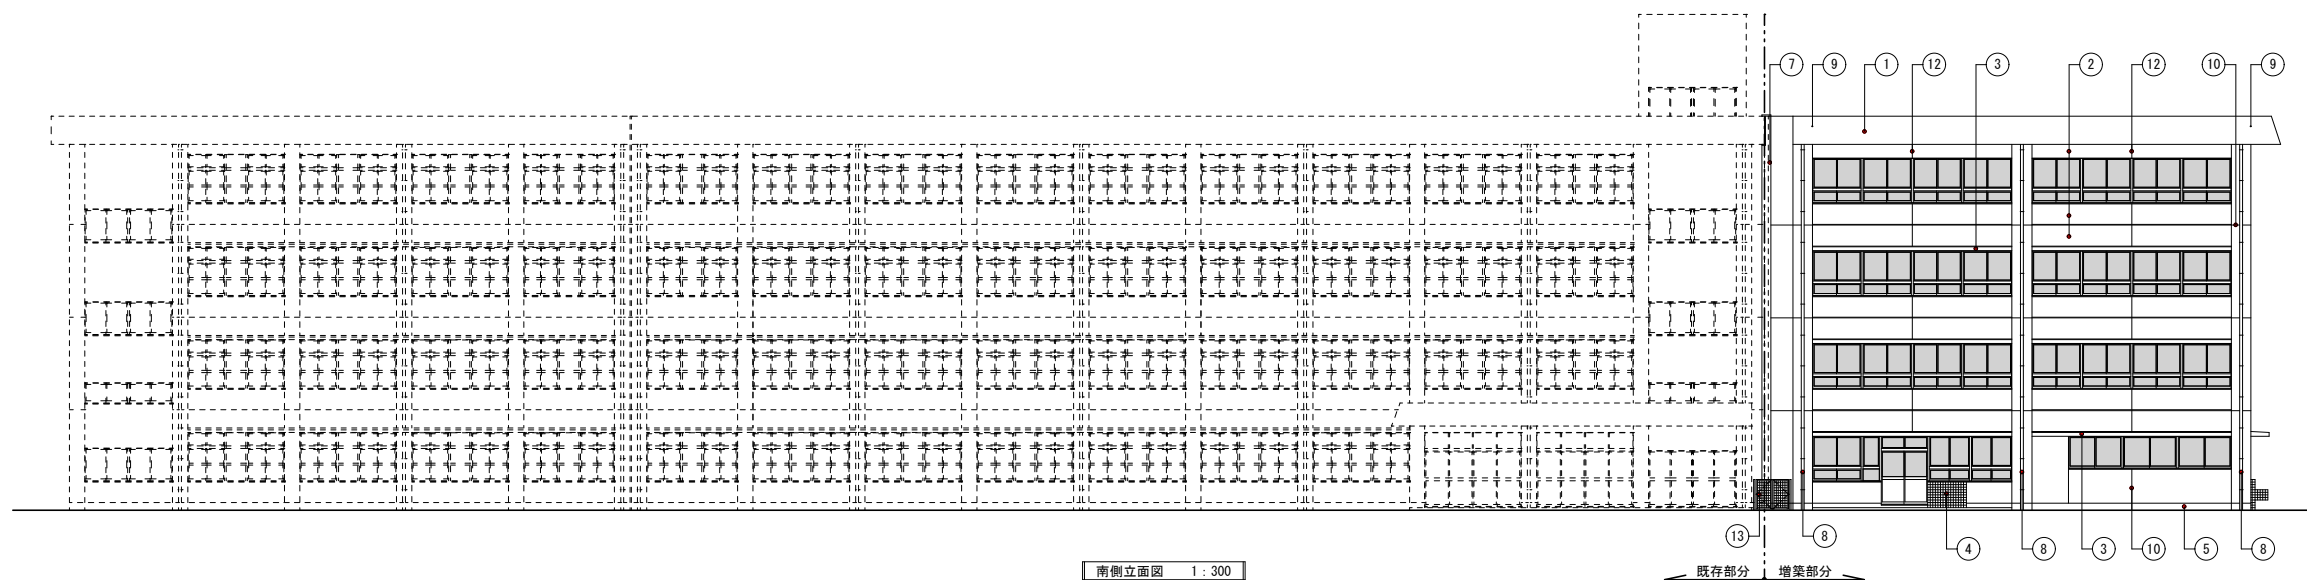 ⑦ ⑨ ① ⑫ ③ ② ⑫ ⑩ ⑨
⑬ ⑧ ④ ⑧ ③ ⑩ ⑤ ⑧
南側立面図 1：300
既存部分 増築部分